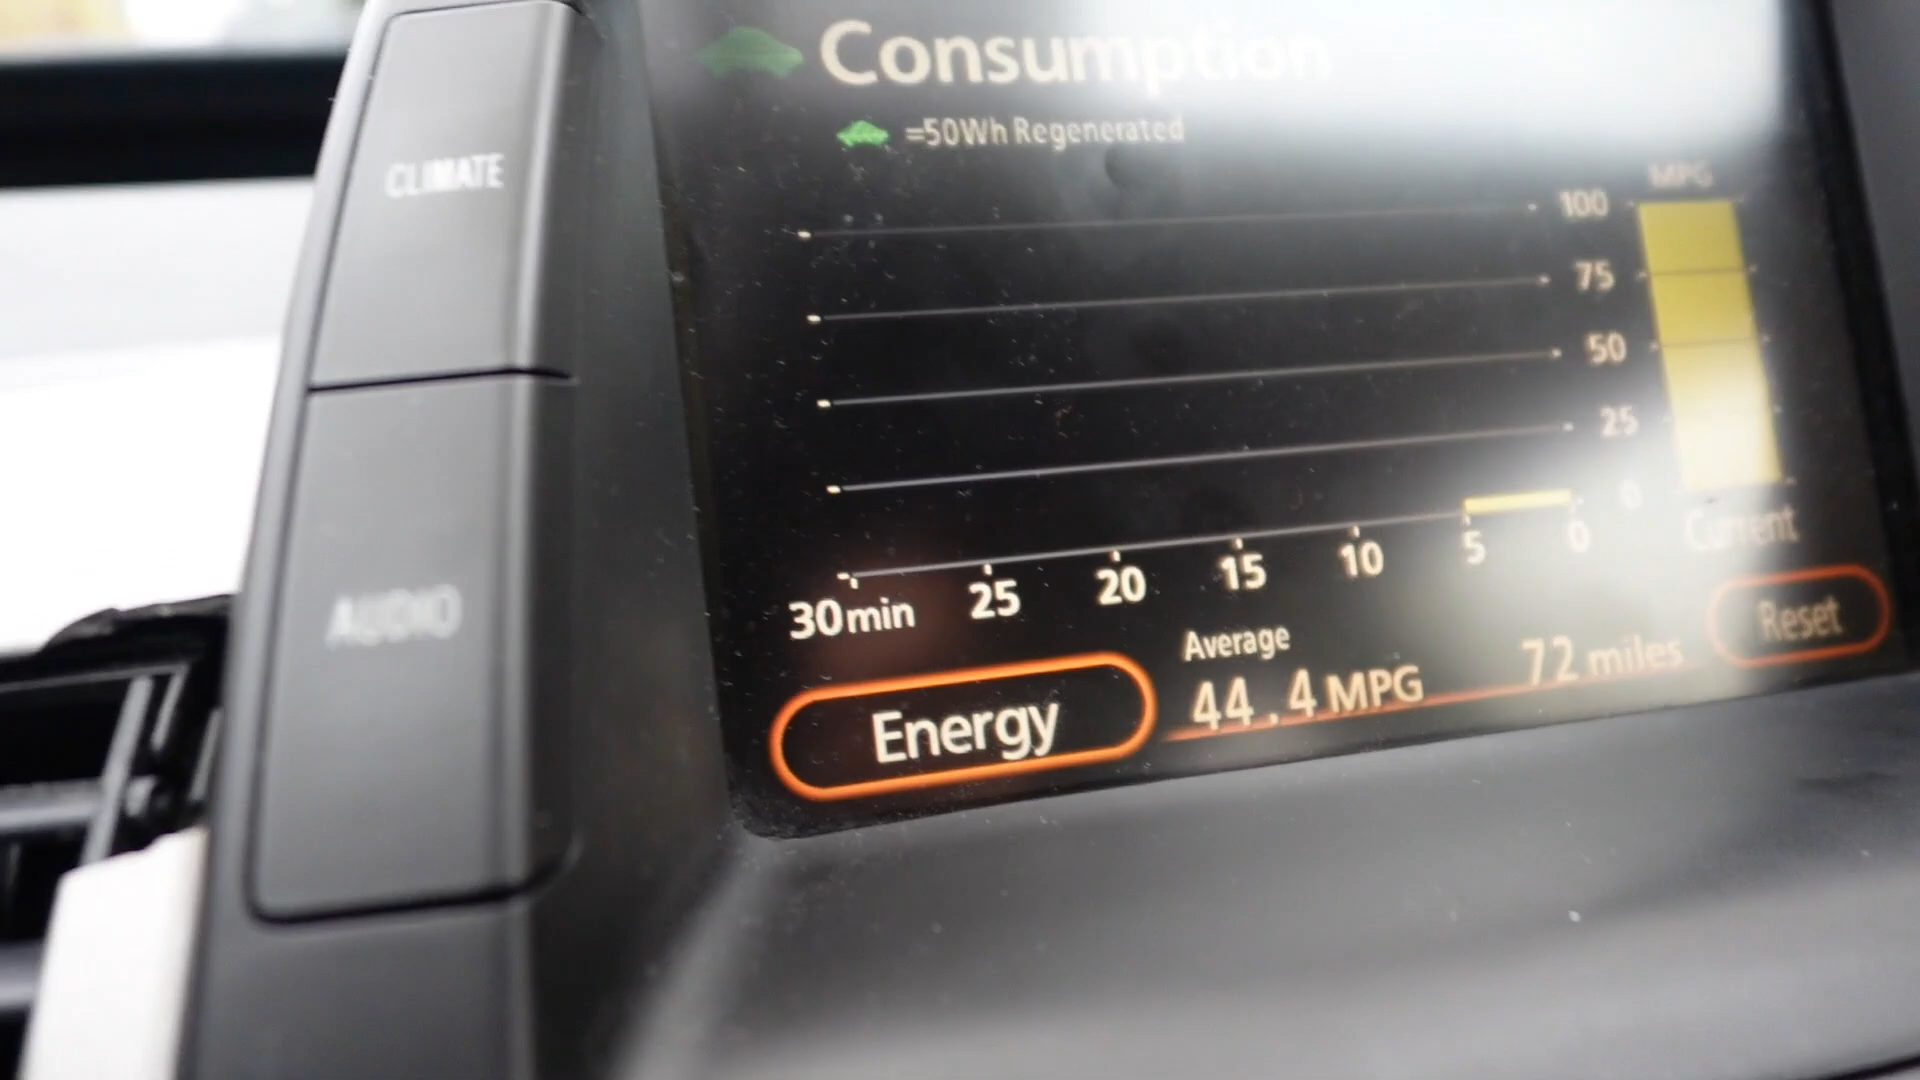 Consumption
=50Wh Regenerated
CLIMATE
MPG
100
75
50
25
0
Current
30min 25 20 15 10 5 0
AUDIO
Average
44.4 MPG 72 miles
Reset
Energy